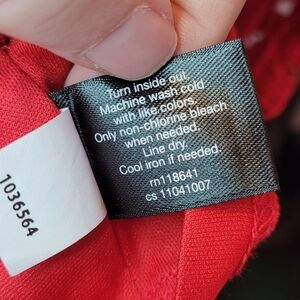 Turn inside out.
Machine wash cold
with like colors.
Only non-chlorine bleach
when needed.
Line dry.
Cool iron if needed.
rn118641
cs 11041007
1036564